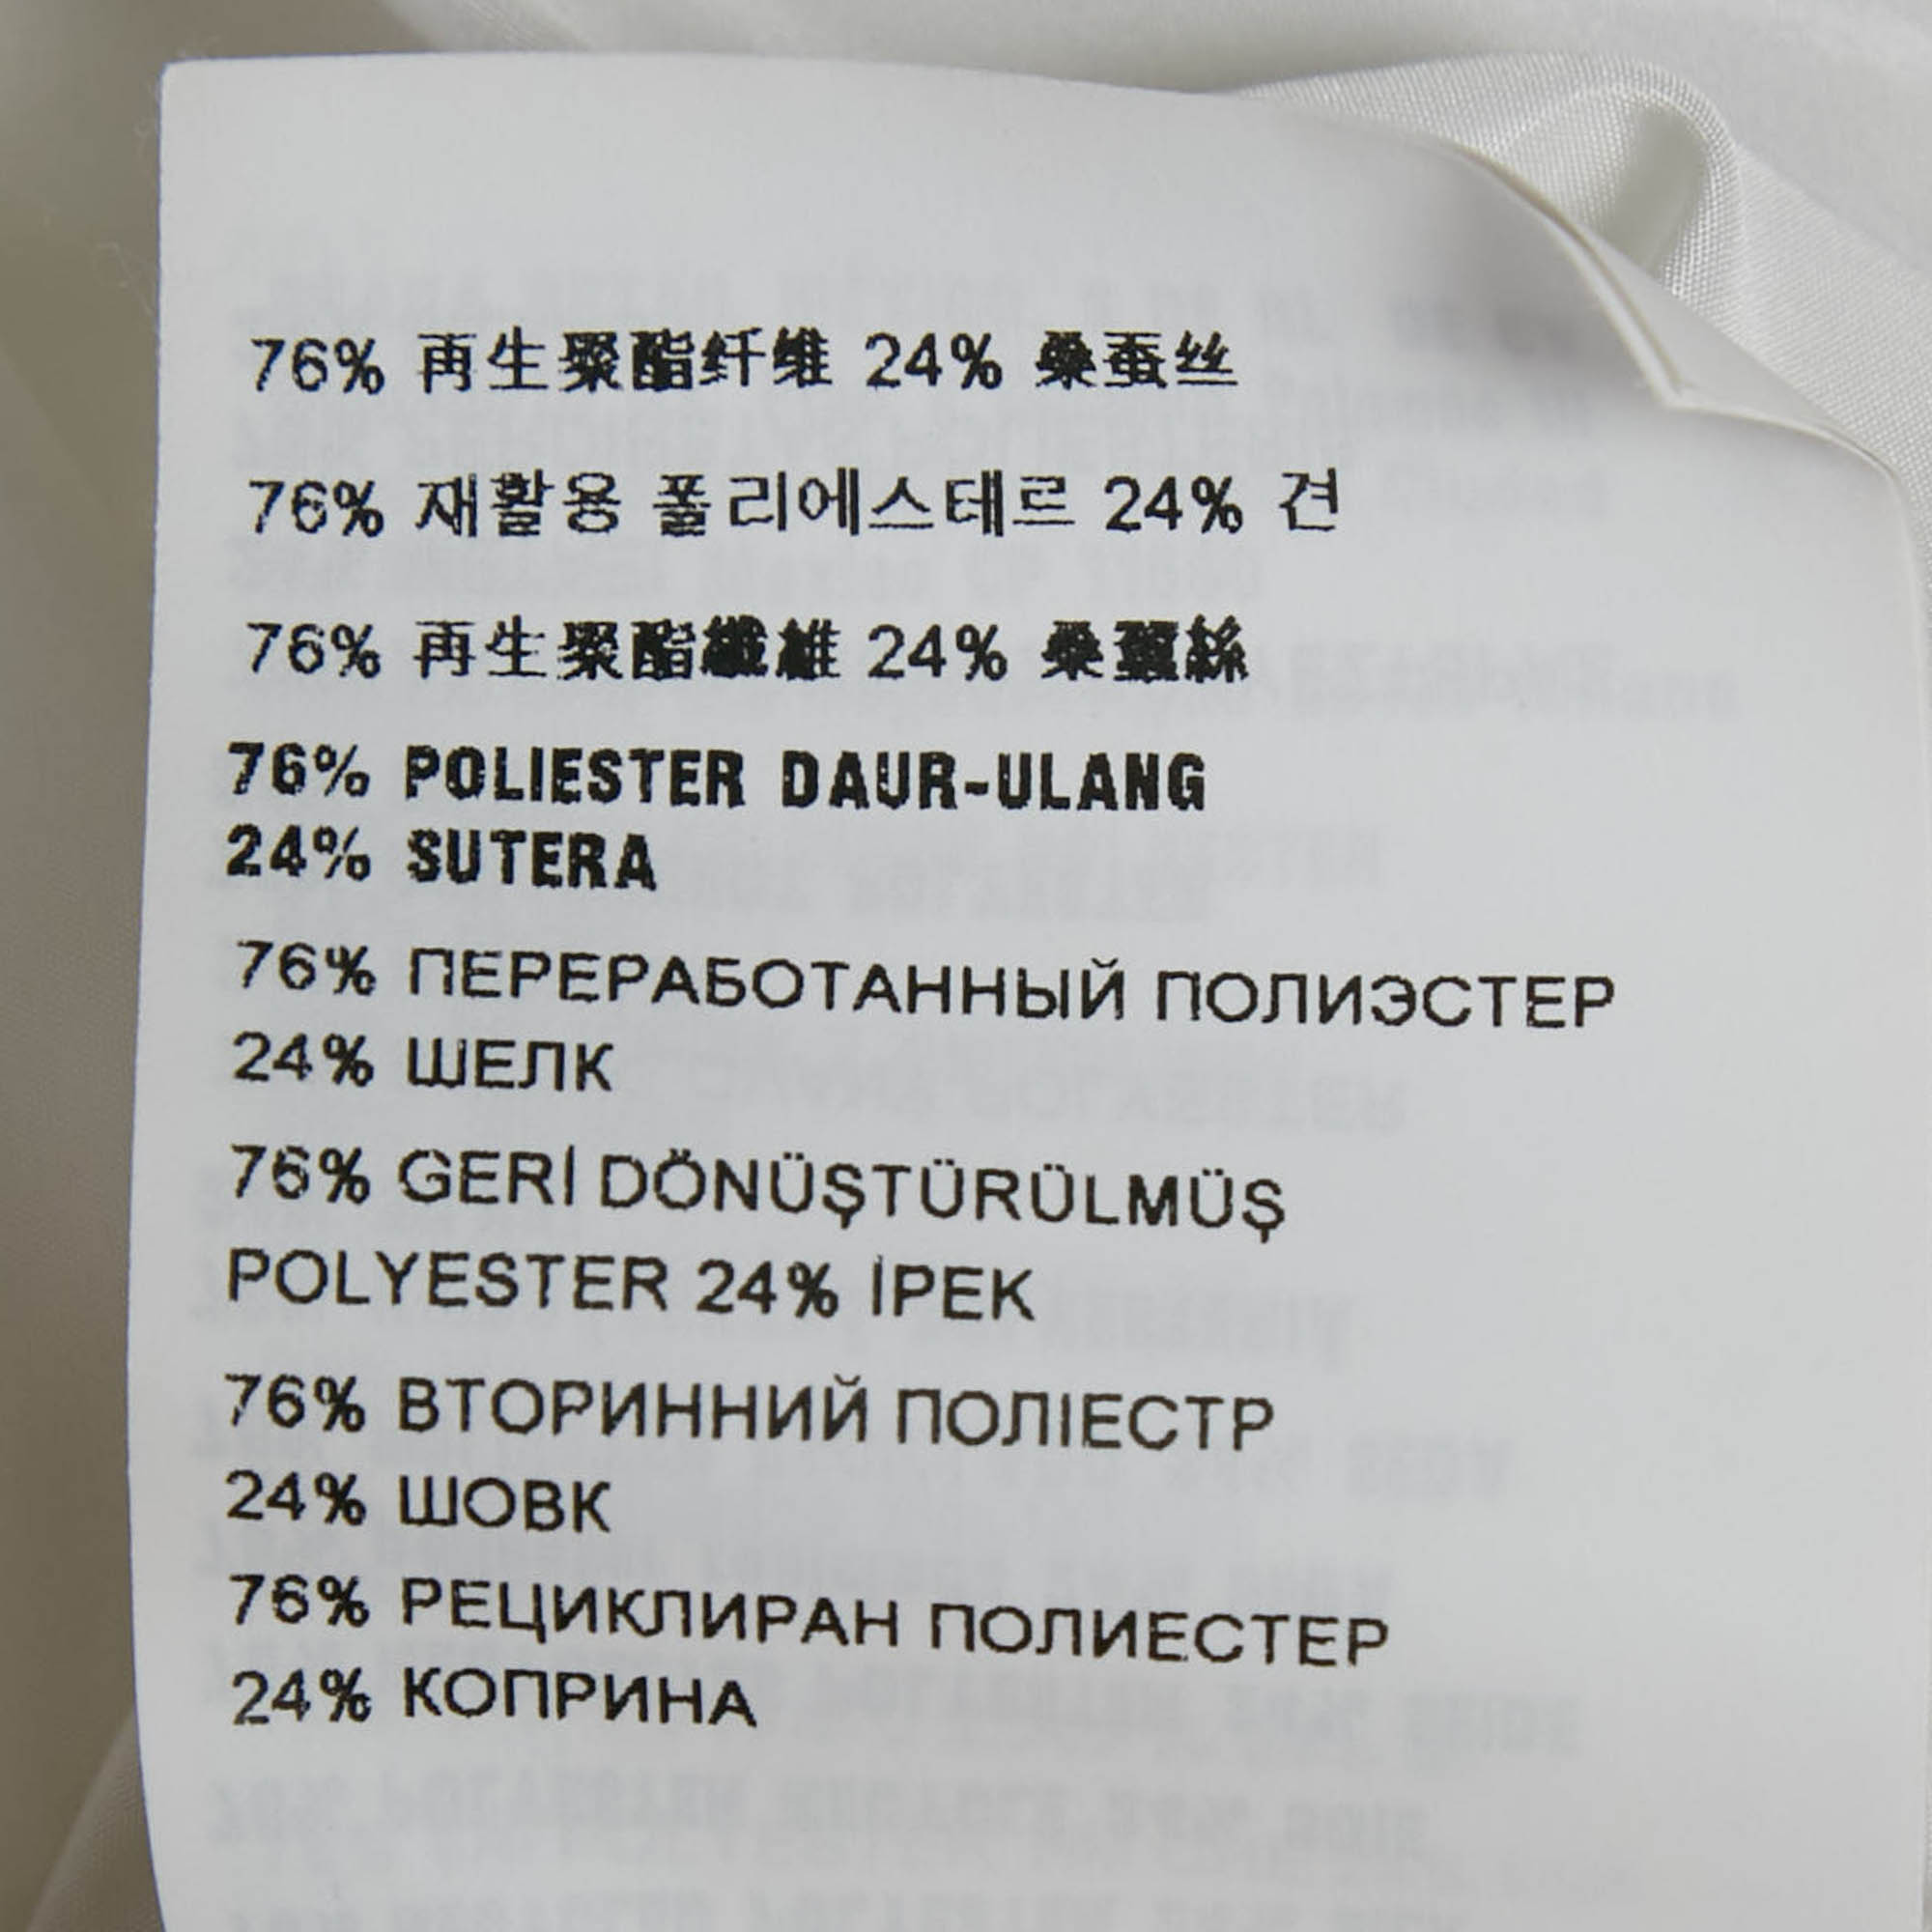 76% 再生聚酯纤维 24% 桑蚕丝
76% 재활용 폴리에스테르 24% 견
76% 再生聚酯纖維 24% 桑蠶絲
76% POLIESTER DAUR-ULANG
24% SUTERA
76% ПЕРЕРАБОТАННЫЙ ПОЛИЭСТЕР
24% ШЕЛК
76% GERİ DÖNÜŞTÜRÜLMÜŞ
POLYESTER 24% İPEK
76% ВТОРИННИЙ ПОЛІЕСТР
24% ШОВК
76% РЕЦИКЛИРАН ПОЛИЕСТЕР
24% КОПРИНА